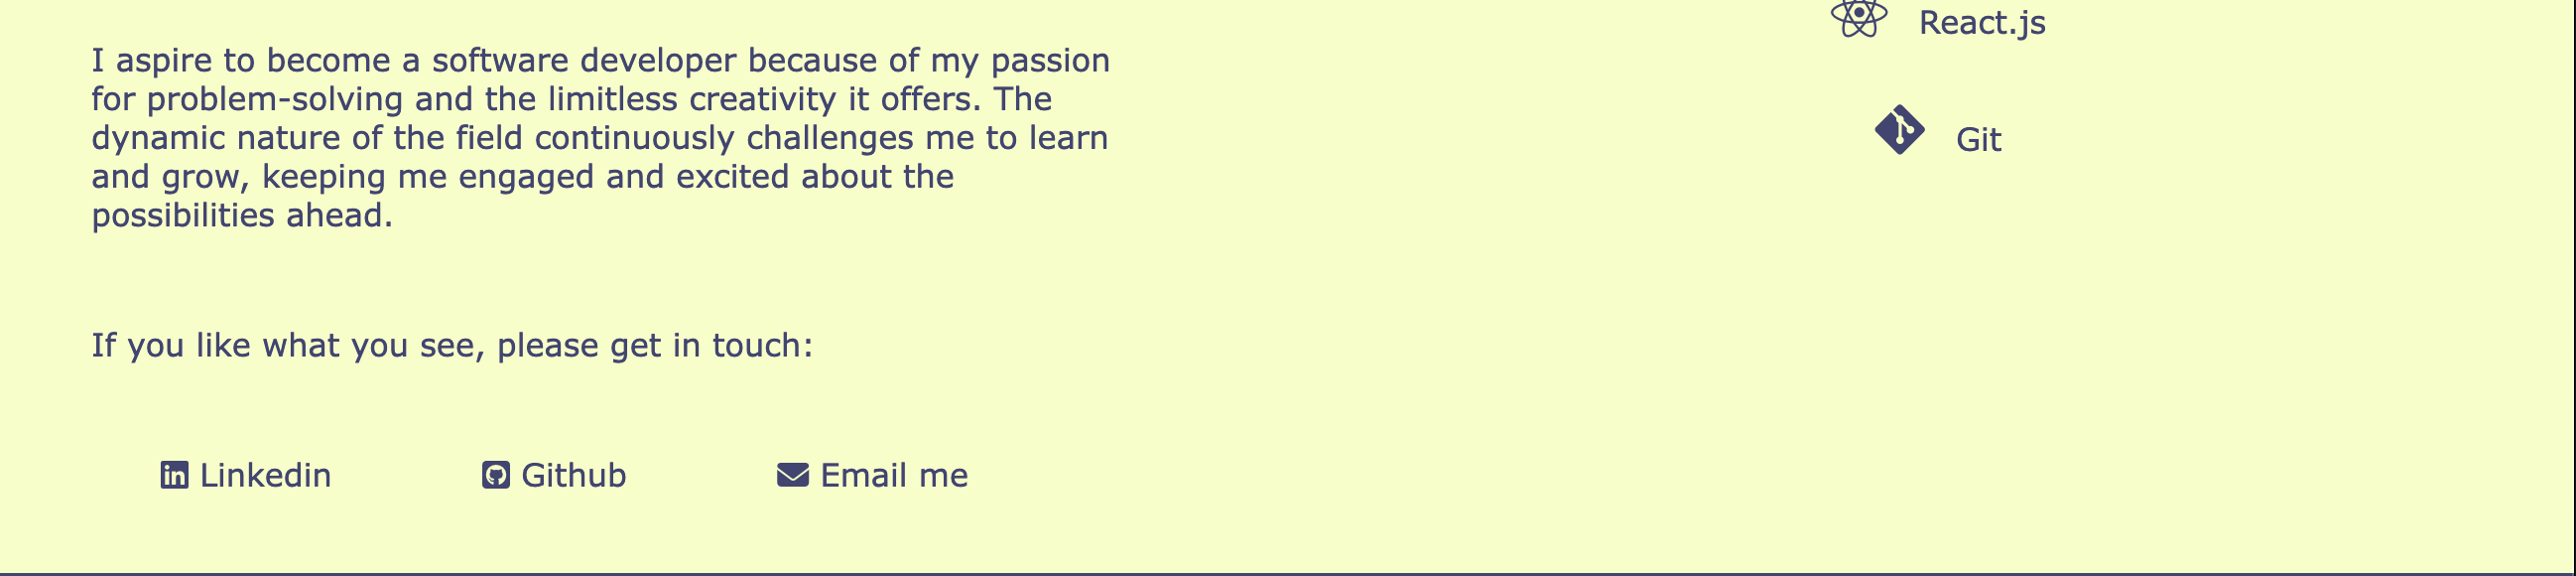 I aspire to become a software developer because of my passion
for problem-solving and the limitless creativity it offers. The
dynamic nature of the field continuously challenges me to learn
and grow, keeping me engaged and excited about the
possibilities ahead.
If you like what you see, please get in touch:
Linkedin
Github
Email me
React.js
Git